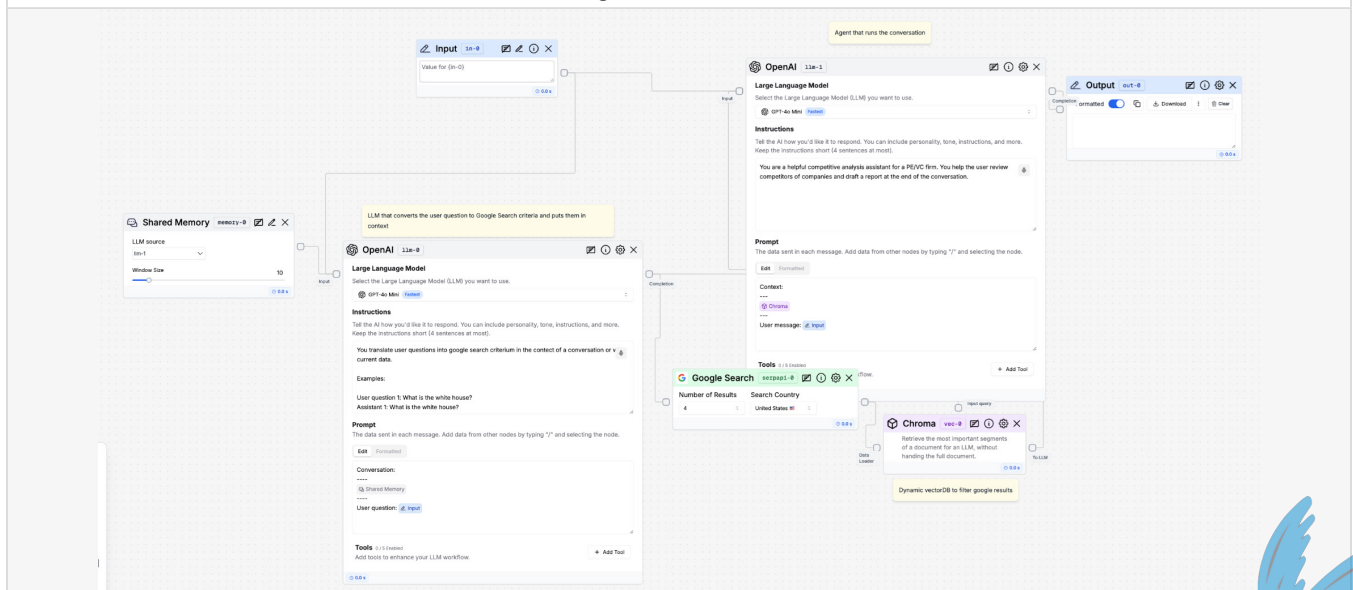 Agent that runs the conversation
Input in-0
Value for {in-0}
0.0 s
OpenAI llm-1
Large Language Model
Select the Large Language Model (LLM) you want to use.
GPT-4o Mini Fastest
Instructions
Tell the AI how you'd like it to respond. You can include personality, tone, instructions, and more.
Keep the instructions short (4 sentences at most).
You are a helpful competitive analysis assistant for a PE/VC firm. You help the user review
competitors of companies and draft a report at the end of the conversation.
Prompt
The data sent in each message. Add data from other nodes by typing "/" and selecting the node.
Edit Formatted
Context:
---
Chroma
---
User message: Input
Tools 0 / 5 Enabled
+ Add Tool
Input
Completion
Output out-0
ormatted Download Clear
0.0 s
Shared Memory memory-0
LLM source
llm-1
Window Size 10
0.0 s
Input
LLM that converts the user question to Google Search criteria and puts them in
context
OpenAI llm-0
Large Language Model
Select the Large Language Model (LLM) you want to use.
GPT-4o Mini Fastest
Instructions
Tell the AI how you'd like it to respond. You can include personality, tone, instructions, and more.
Keep the instructions short (4 sentences at most).
You translate user questions into google search criterium in the contect of a conversation or
current data.
Examples:
User question 1: What is the white house?
Assistant 1: What is the white house?
Prompt
The data sent in each message. Add data from other nodes by typing "/" and selecting the node.
Edit Formatted
Conversation:
----
Shared Memory
----
User question: Input
Tools 0 / 5 Enabled
Add tools to enhance your LLM workflow.
+ Add Tool
0.0 s
Completion
Google Search serpapi-0
Number of Results Search Country
4 United States
0.0 s
Input query
Data
Loader
Chroma vec-0
Retrieve the most important segments
of a document for an LLM, without
handing the full document.
0.0 s
To LLM
Dynamic vectorDB to filter google results